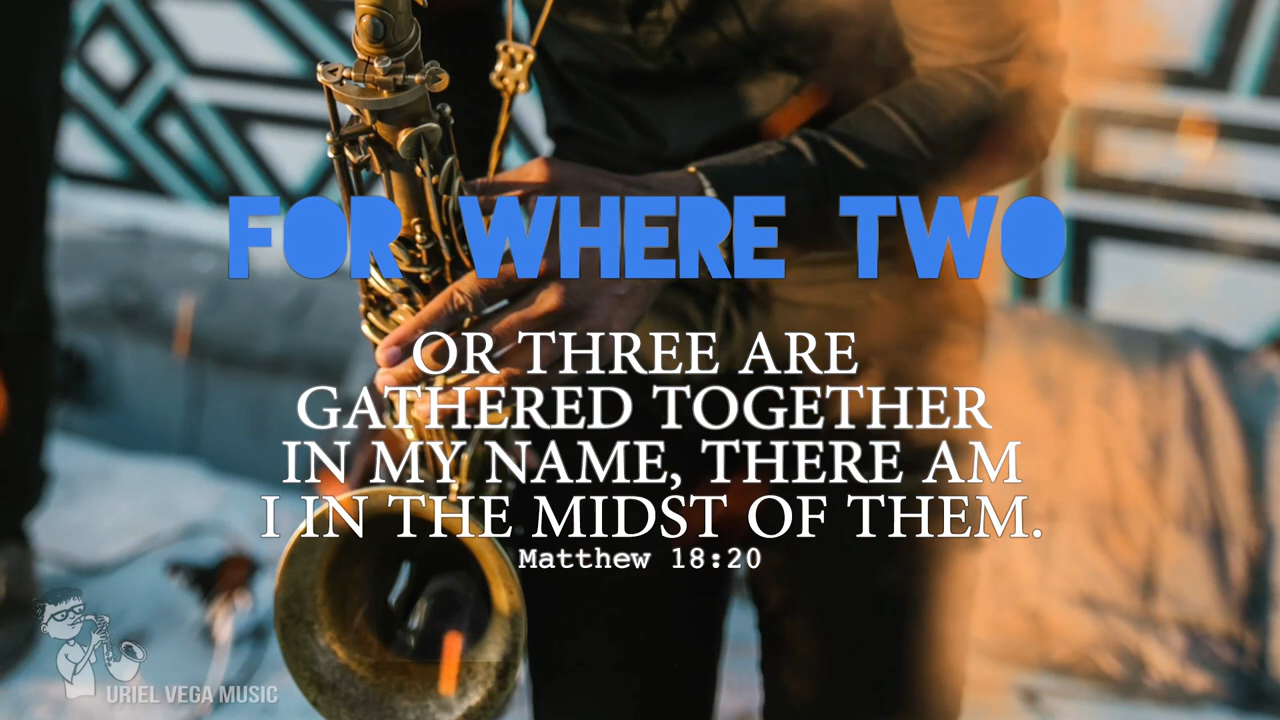 FOR WHERE TWO
OR THREE ARE
GATHERED TOGETHER
IN MY NAME, THERE AM
I IN THE MIDST OF THEM.
Matthew 18:20
URIEL VEGA MUSIC